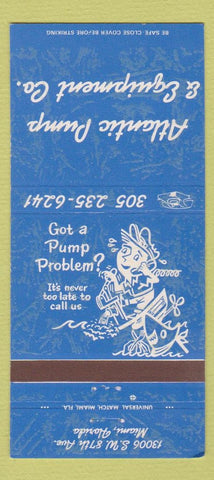 BE SAFE CLOSE COVER BEFORE STRIKING
Atlantic Pump
& Equipment Co.
305 235-6241
Got a
Pump
Problem?
It's never
too late to
call us
UNIVERSAL MATCH MIAMI, FLA
13006 S.W. 87th Ave.
Miami, Florida